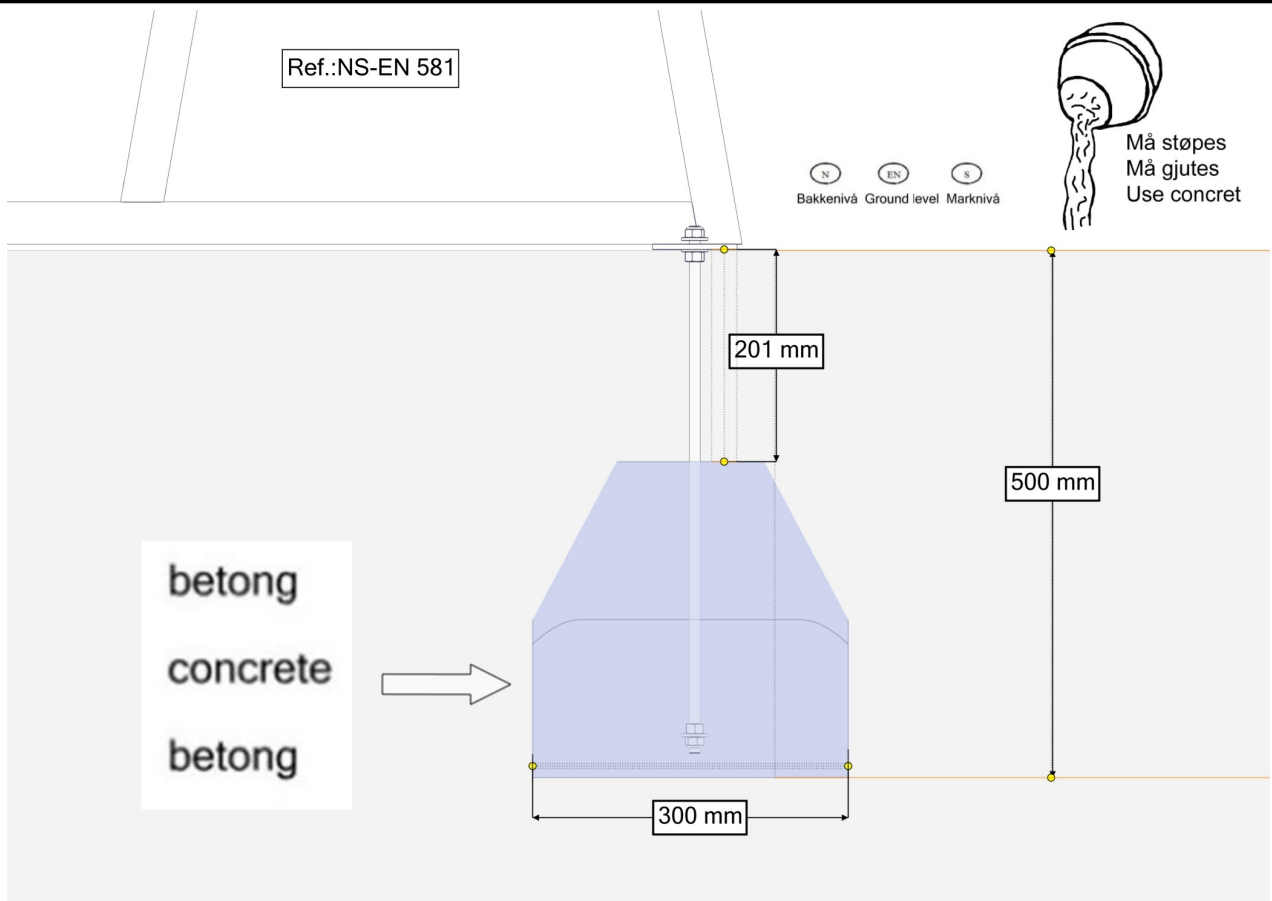 Ref.:NS-EN 581
Må støpes
Må gjutes
Use concret
N EN S
Bakkenivå Ground level Marknivå
201 mm
500 mm
betong
concrete
betong
300 mm